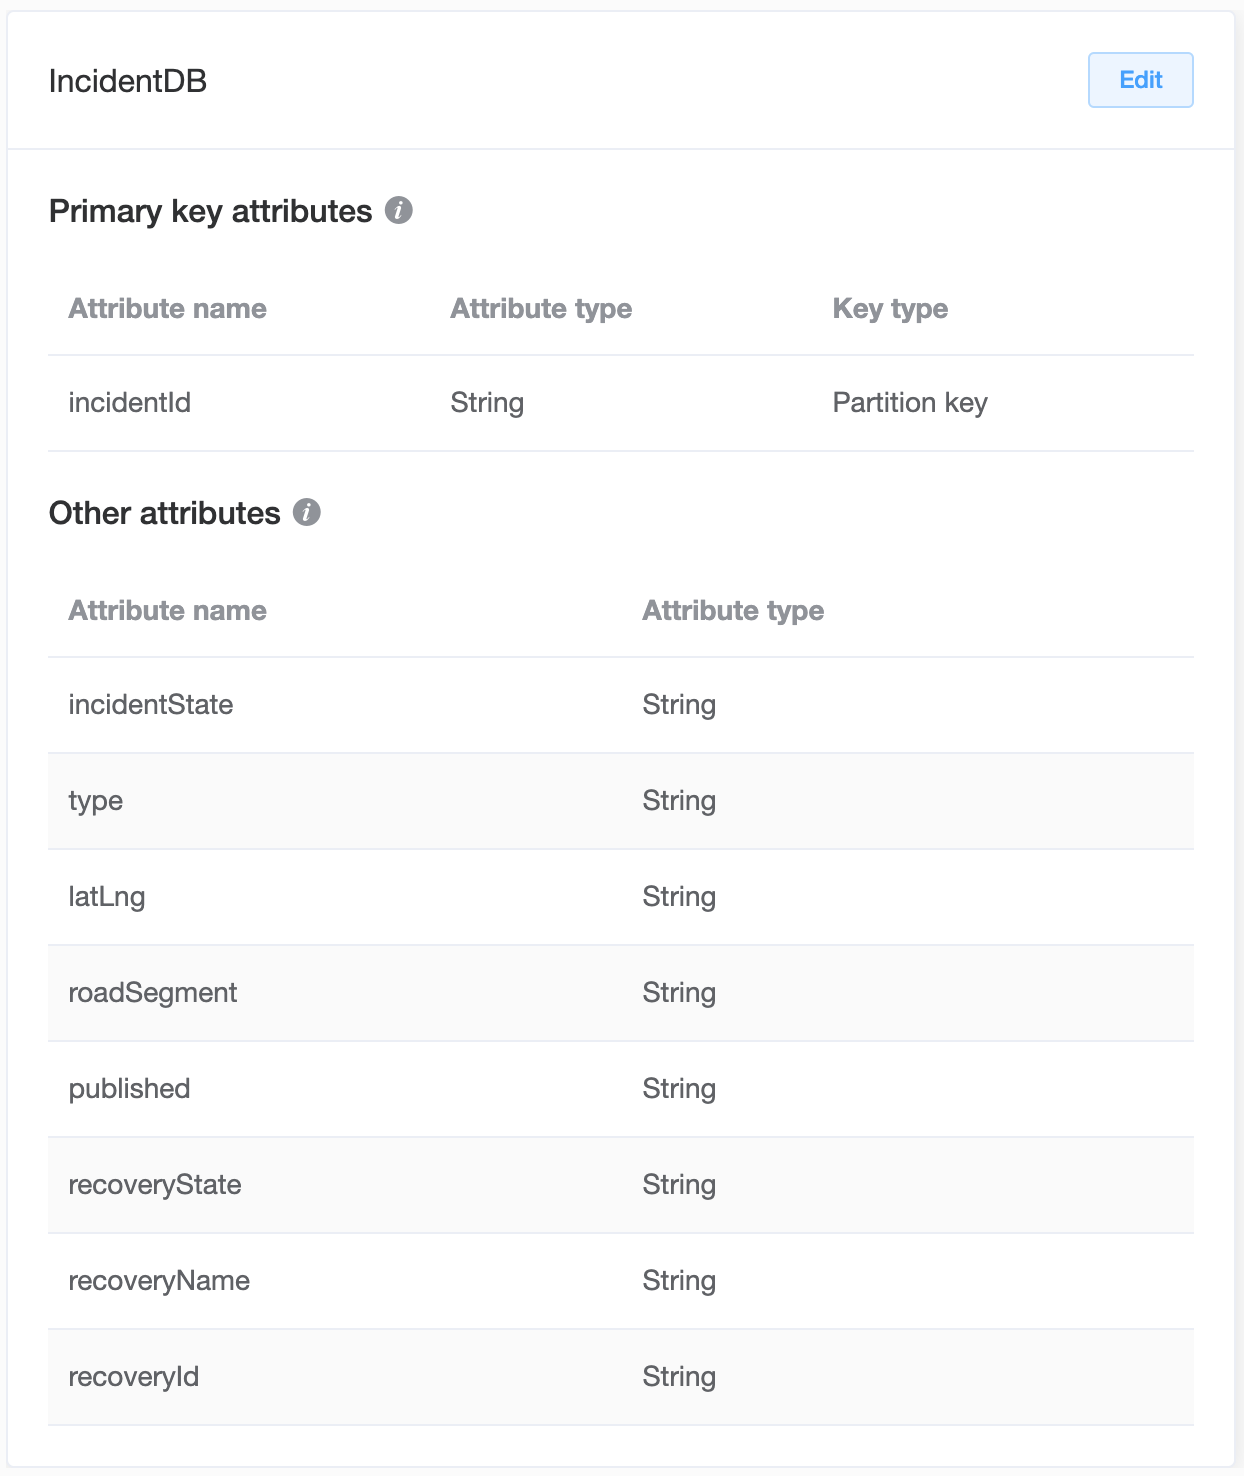 IncidentDB Edit
Primary key attributes i
Attribute name Attribute type Key type
incidentId String Partition key
Other attributes i
Attribute name Attribute type
incidentState String
type String
latLng String
roadSegment String
published String
recoveryState String
recoveryName String
recoveryId String